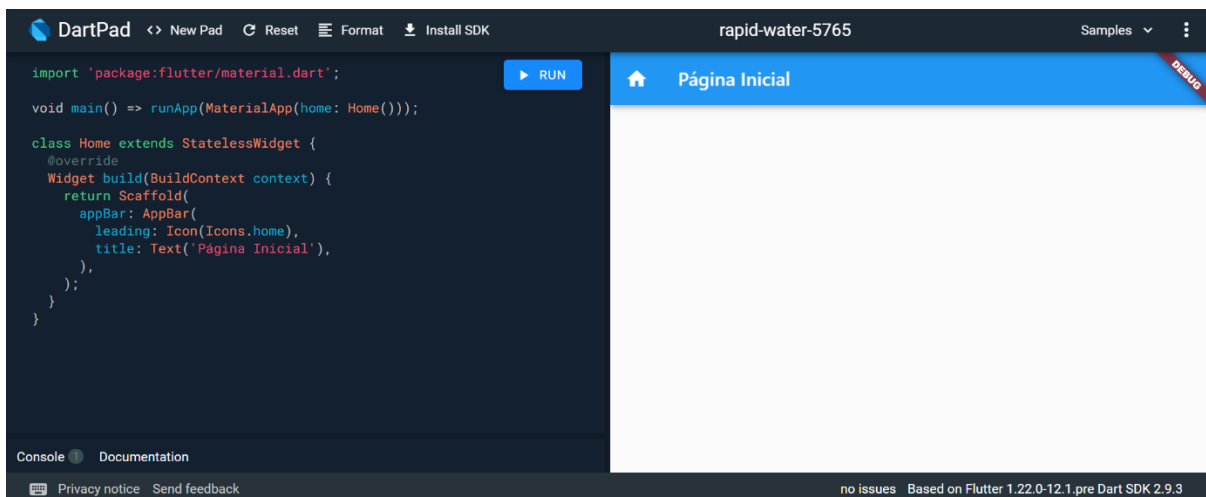 DartPad <> New Pad Reset Format Install SDK rapid-water-5765 Samples
import 'package:flutter/material.dart';
RUN
void main() => runApp(MaterialApp(home: Home()));
class Home extends StatelessWidget {
@override
Widget build(BuildContext context) {
return Scaffold(
appBar: AppBar(
leading: Icon(Icons.home),
title: Text('Página Inicial'),
),
);
}
}
Página Inicial
DEBUG
Console 1 Documentation
Privacy notice Send feedback no issues Based on Flutter 1.22.0-12.1.pre Dart SDK 2.9.3